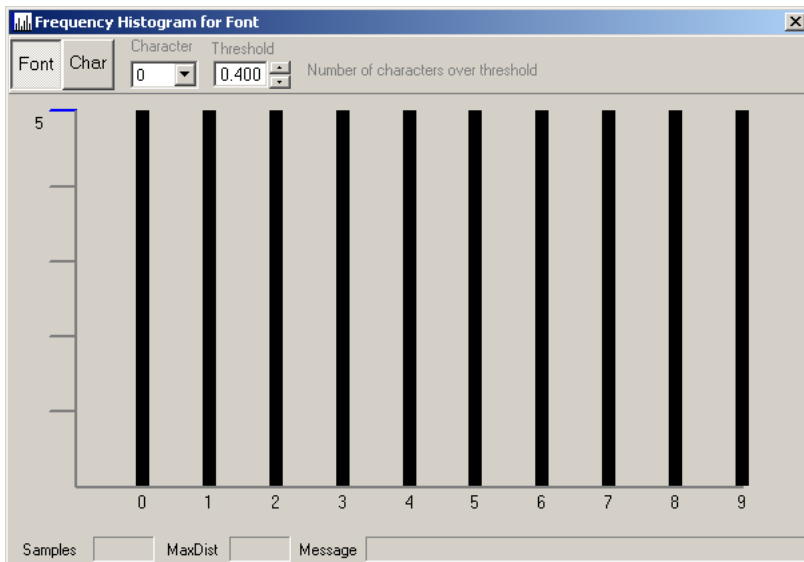 Frequency Histogram for Font
Font Char Character 0 Threshold 0.400 Number of characters over threshold
5
0 1 2 3 4 5 6 7 8 9
Samples MaxDist Message